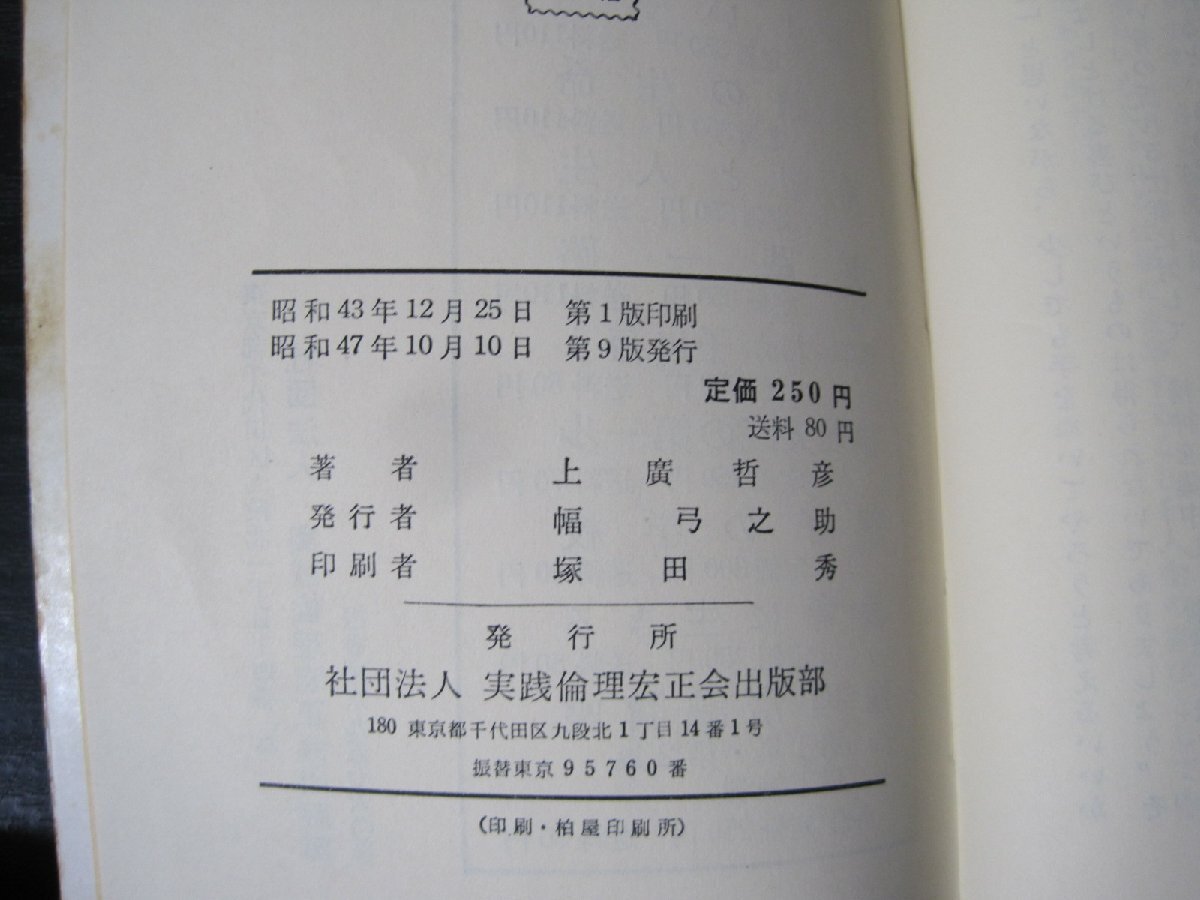 昭和43年12月25日　第1版印刷
昭和47年10月10日　第9版発行
定価 250 円
送料 80 円
著者　上廣哲彦
発行者　幅弓之助
印刷者　塚田秀
発行所
社団法人 実践倫理宏正会出版部
180 東京都千代田区九段北1丁目14番1号
振替東京95760番
(印刷・柏屋印刷所)